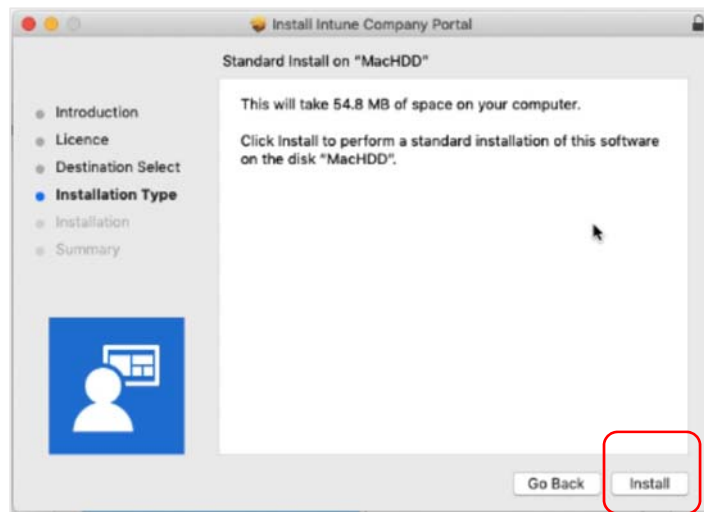 Install Intune Company Portal
Standard Install on "MacHDD"
Introduction
Licence
Destination Select
Installation Type
Installation
Summary
This will take 54.8 MB of space on your computer.
Click Install to perform a standard installation of this software
on the disk "MacHDD".
Go Back
Install